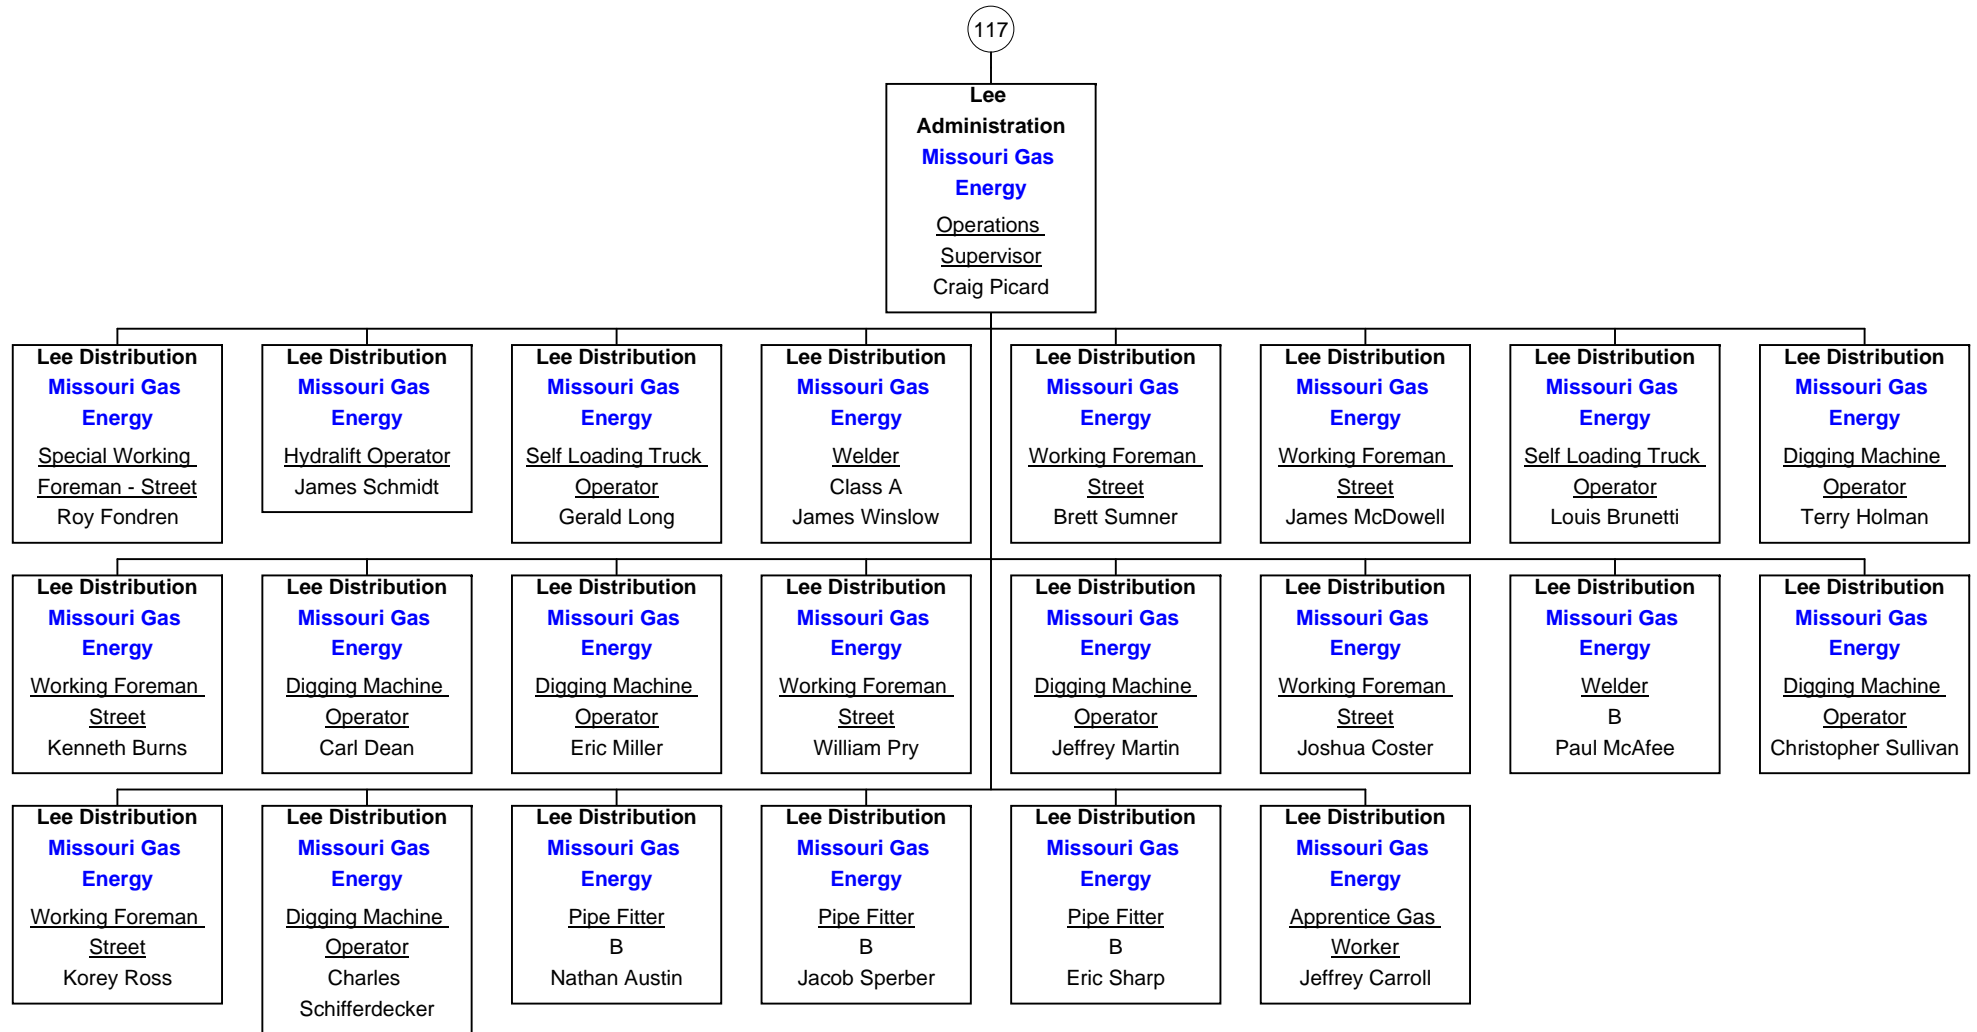 117
Lee
Administration
Missouri Gas
Energy
Operations
Supervisor
Craig Picard
Lee Distribution
Missouri Gas
Energy
Special Working
Foreman - Street
Roy Fondren
Lee Distribution
Missouri Gas
Energy
Hydralift Operator
James Schmidt
Lee Distribution
Missouri Gas
Energy
Self Loading Truck
Operator
Gerald Long
Lee Distribution
Missouri Gas
Energy
Welder
Class A
James Winslow
Lee Distribution
Missouri Gas
Energy
Working Foreman
Street
Brett Sumner
Lee Distribution
Missouri Gas
Energy
Working Foreman
Street
James McDowell
Lee Distribution
Missouri Gas
Energy
Self Loading Truck
Operator
Louis Brunetti
Lee Distribution
Missouri Gas
Energy
Digging Machine
Operator
Terry Holman
Lee Distribution
Missouri Gas
Energy
Working Foreman
Street
Kenneth Burns
Lee Distribution
Missouri Gas
Energy
Digging Machine
Operator
Carl Dean
Lee Distribution
Missouri Gas
Energy
Digging Machine
Operator
Eric Miller
Lee Distribution
Missouri Gas
Energy
Working Foreman
Street
William Pry
Lee Distribution
Missouri Gas
Energy
Digging Machine
Operator
Jeffrey Martin
Lee Distribution
Missouri Gas
Energy
Working Foreman
Street
Joshua Coster
Lee Distribution
Missouri Gas
Energy
Welder
B
Paul McAfee
Lee Distribution
Missouri Gas
Energy
Digging Machine
Operator
Christopher Sullivan
Lee Distribution
Missouri Gas
Energy
Working Foreman
Street
Korey Ross
Lee Distribution
Missouri Gas
Energy
Digging Machine
Operator
Charles
Schifferdecker
Lee Distribution
Missouri Gas
Energy
Pipe Fitter
B
Nathan Austin
Lee Distribution
Missouri Gas
Energy
Pipe Fitter
B
Jacob Sperber
Lee Distribution
Missouri Gas
Energy
Pipe Fitter
B
Eric Sharp
Lee Distribution
Missouri Gas
Energy
Apprentice Gas
Worker
Jeffrey Carroll